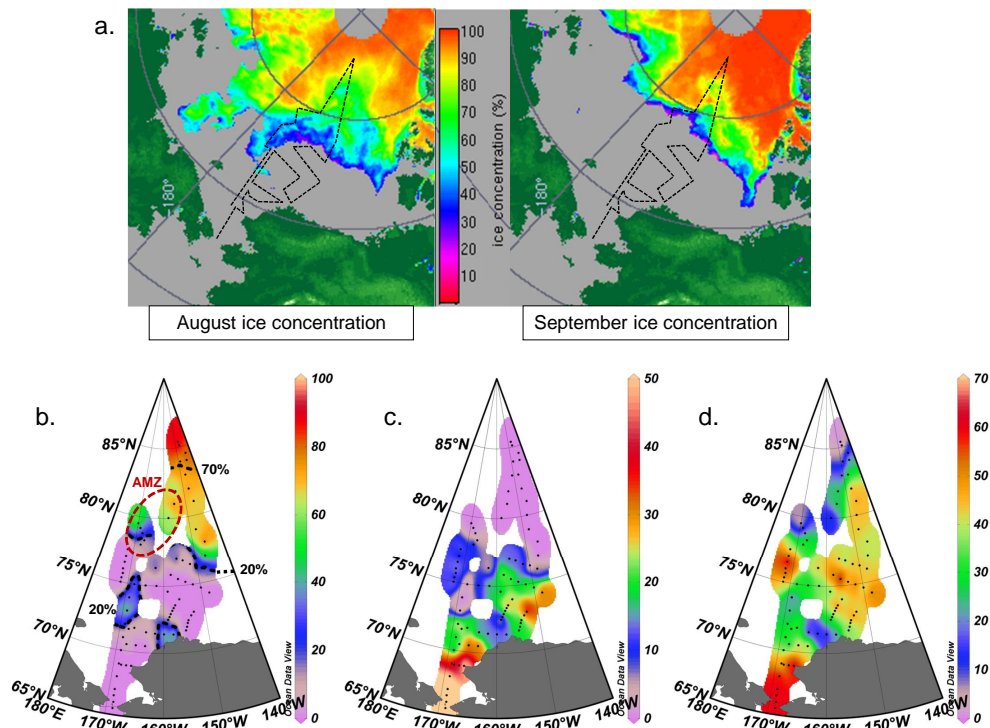 a.
100
90
80
70
60
50
40
30
20
10
ice concentration (%)
-180°
-180°
August ice concentration
September ice concentration
b.
85°N
80°N
75°N
70°N
65°N
180°E
170°W
160°W
150°W
140°W
AMZ
70%
20%
20%
100
80
60
40
20
0
Ocean Data View
c.
85°N
80°N
75°N
70°N
65°N
180°E
170°W
160°W
150°W
140°W
50
40
30
20
10
0
Ocean Data View
d.
85°N
80°N
75°N
70°N
65°N
180°E
170°W
160°W
150°W
140°W
70
60
50
40
30
20
10
0
Ocean Data View